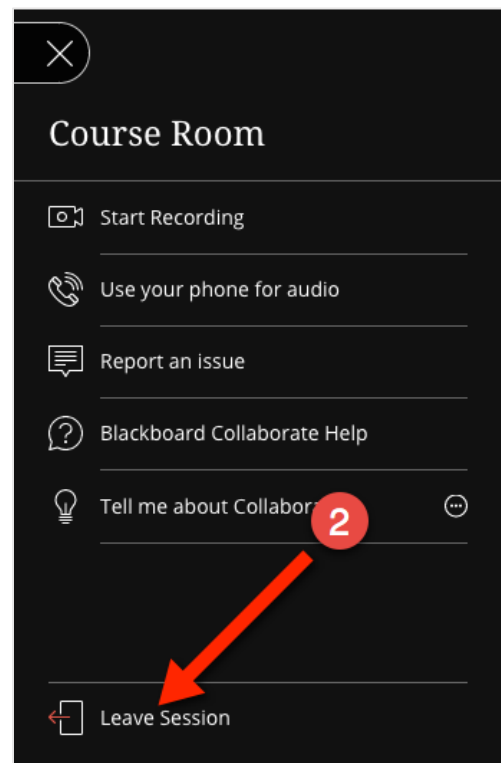 Course Room
Start Recording
Use your phone for audio
Report an issue
Blackboard Collaborate Help
Tell me about
2
Leave Session